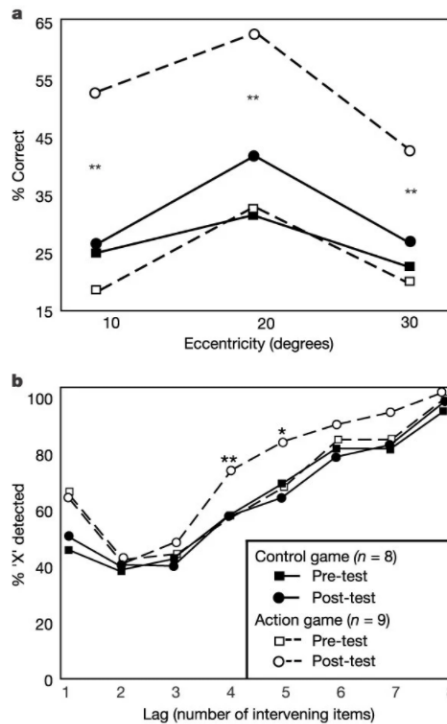 a
65
55
45
35
25
15
% Correct
**
**
**
10 20 30
Eccentricity (degrees)
b
100
80
60
40
20
0
% 'X' detected
**
*
Control game (n = 8)
Pre-test
Post-test
Action game (n = 9)
Pre-test
Post-test
1 2 3 4 5 6 7
Lag (number of intervening items)